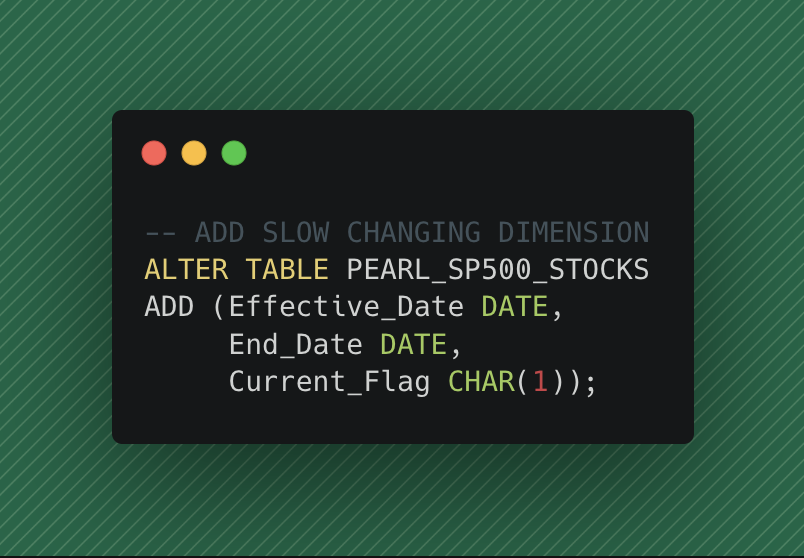 -- ADD SLOW CHANGING DIMENSION
ALTER TABLE PEARL_SP500_STOCKS
ADD (Effective_Date DATE,
     End_Date DATE,
     Current_Flag CHAR(1));